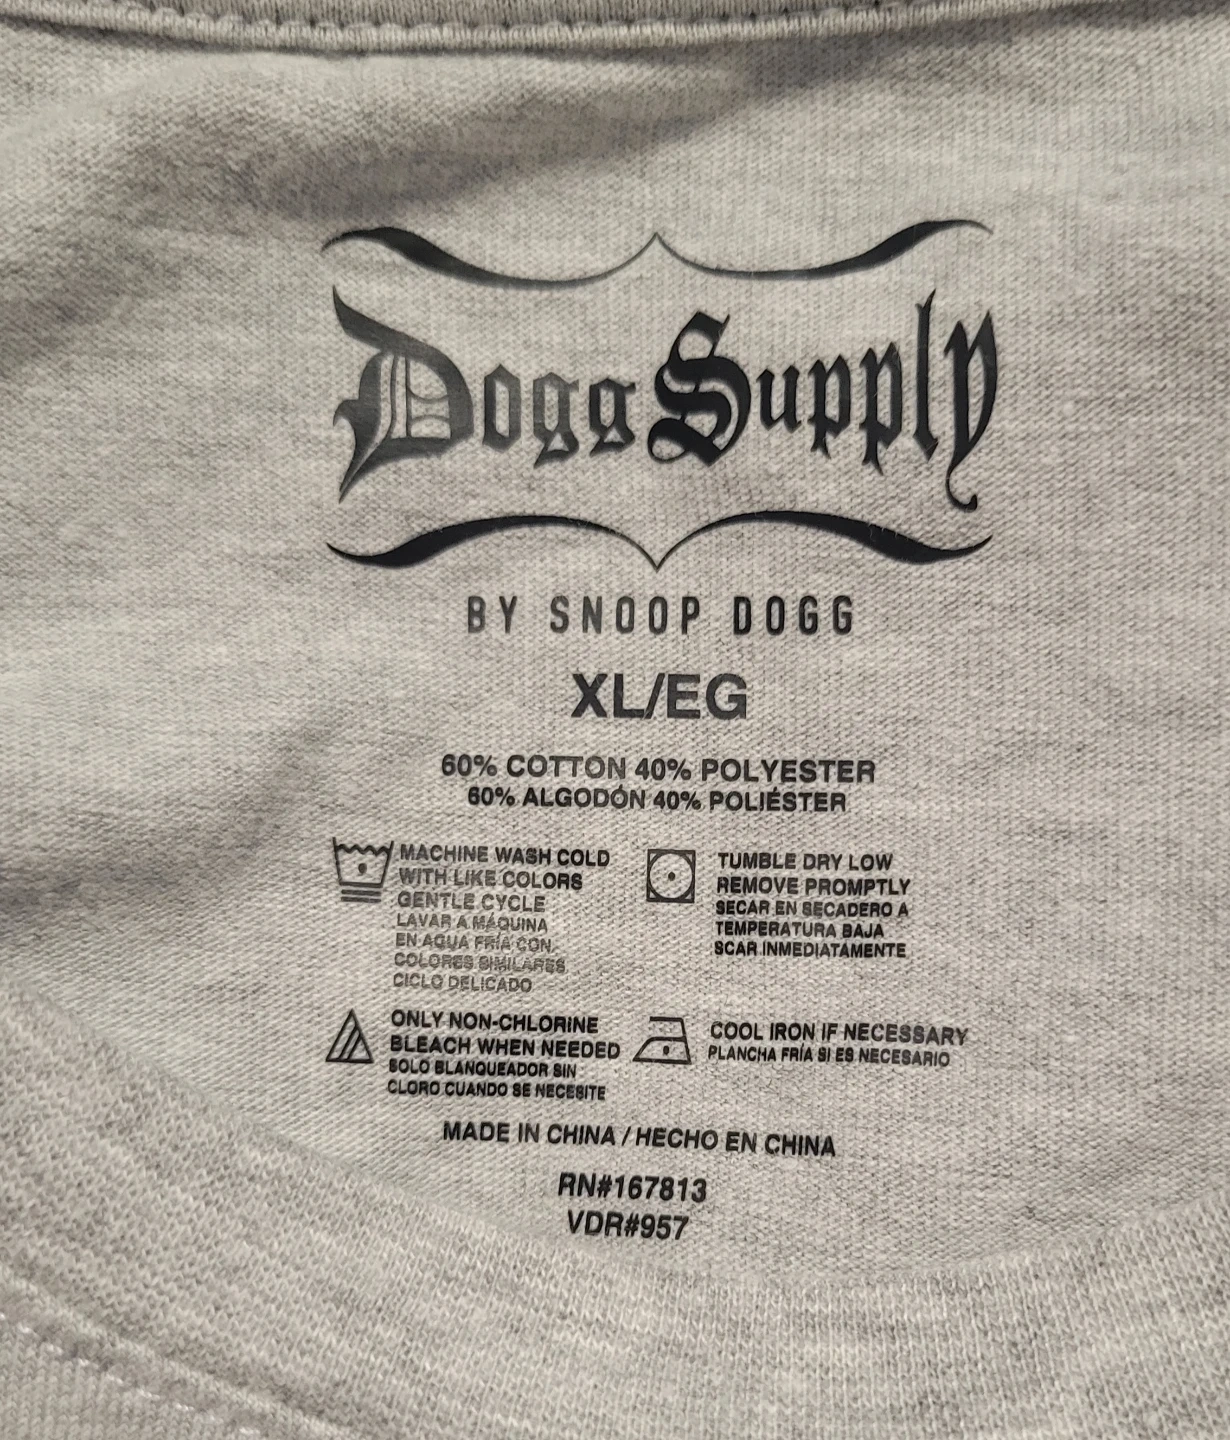 Dogg Supply
BY SNOOP DOGG
XL/EG
60% COTTON 40% POLYESTER
60% ALGODÓN 40% POLIÉSTER
MACHINE WASH COLD
WITH LIKE COLORS
GENTLE CYCLE
LAVAR A MÁQUINA
EN AGUA FRÍA CON
COLORES SIMILARES
CICLO DELICADO
TUMBLE DRY LOW
REMOVE PROMPTLY
SECAR EN SECADERO A
TEMPERATURA BAJA
SCAR INMEDIATAMENTE
ONLY NON-CHLORINE
BLEACH WHEN NEEDED
SOLO BLANQUEADOR SIN
CLORO CUANDO SE NECESITE
COOL IRON IF NECESSARY
PLANCHA FRÍA SI ES NECESARIO
MADE IN CHINA / HECHO EN CHINA
RN#167813
VDR#957